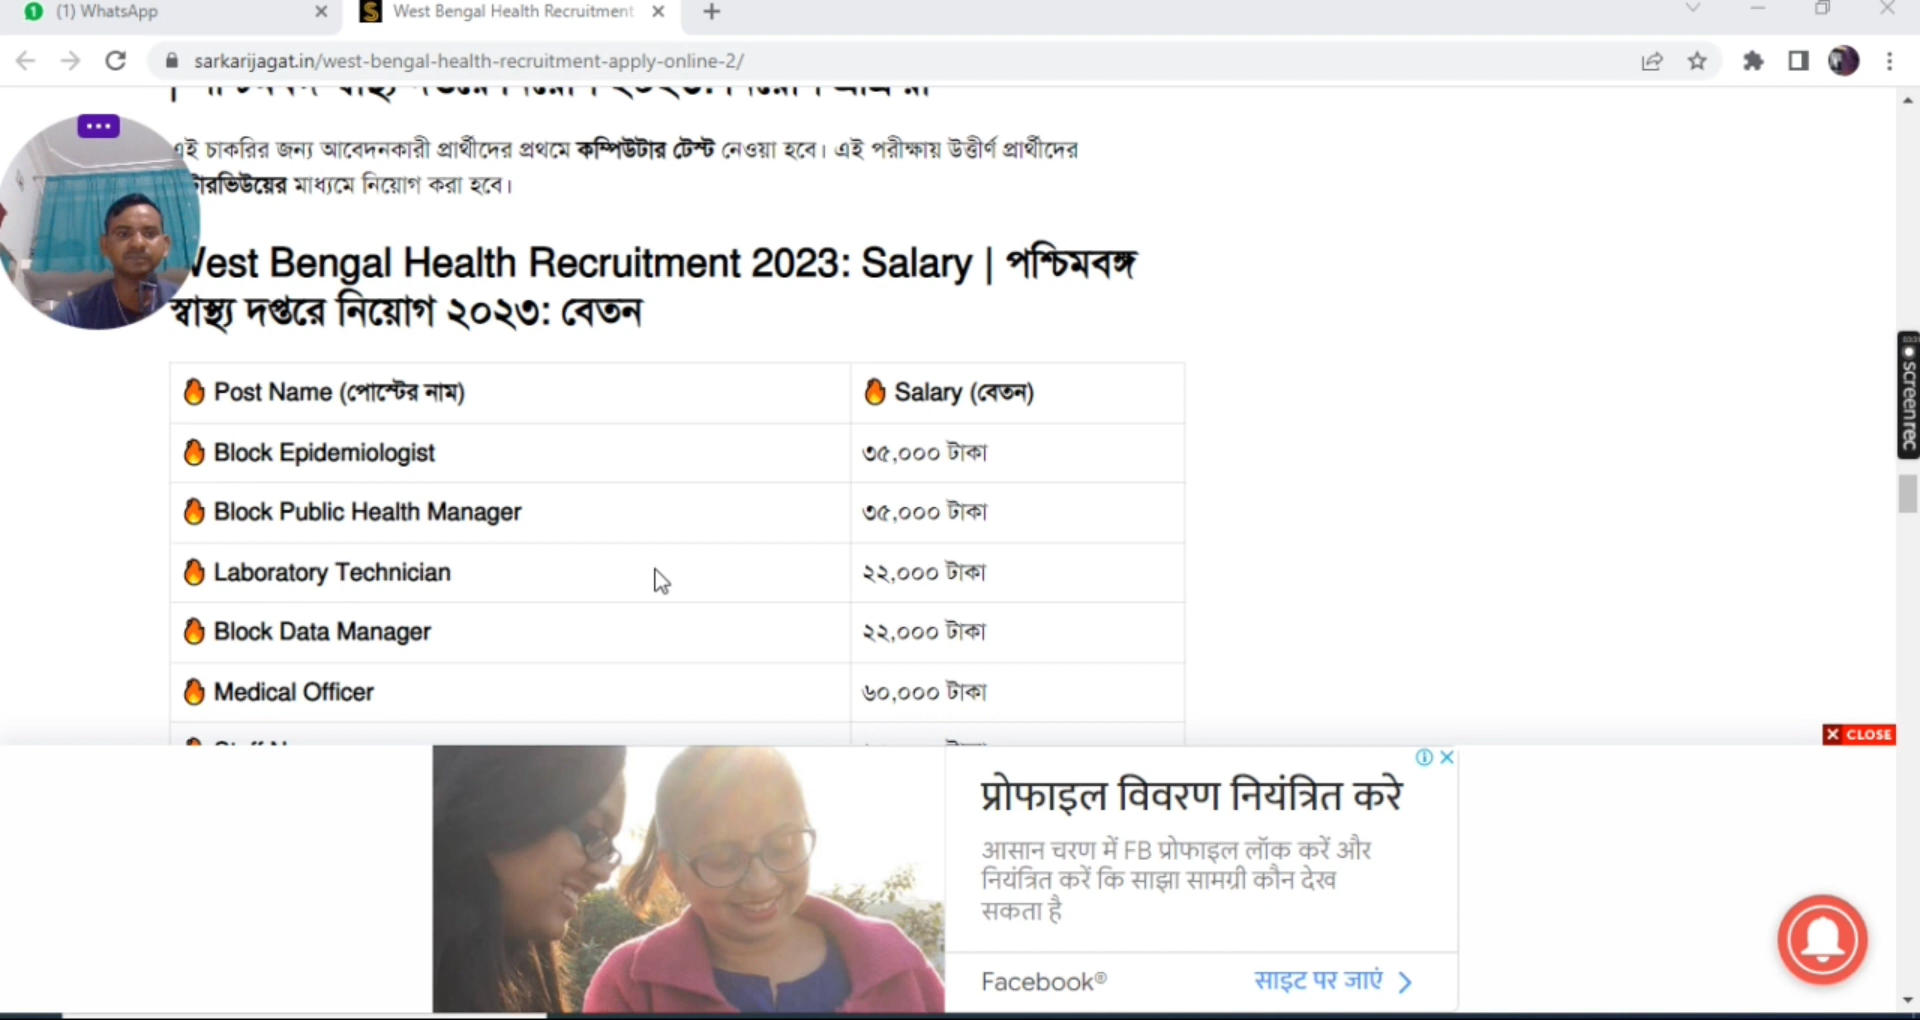 1 (1) WhatsApp
West Bengal Health Recruitment
sarkarijagat.in/west-bengal-health-recruitment-apply-online-2/
এই চাকরির জন্য আবেদনকারী প্রার্থীদের প্রথমে কম্পিউটার টেস্ট নেওয়া হবে। এই পরীক্ষায় উত্তীর্ণ প্রার্থীদের
মাধ্যমে নিয়োগ করা হবে।
West Bengal Health Recruitment 2023: Salary | পশ্চিমবঙ্গ
স্বাস্থ্য দপ্তরে নিয়োগ ২০২৩: বেতন
Post Name (পোস্টের নাম) Salary (বেতন)
Block Epidemiologist ৩৫,০০০ টাকা
Block Public Health Manager ৩৫,০০০ টাকা
Laboratory Technician ২২,০০০ টাকা
Block Data Manager ২২,০০০ টাকা
Medical Officer ৬০,০০০ টাকা
screenrec
CLOSE
प्रोफाइल विवरण नियंत्रित करे
आसान चरण में FB प्रोफाइल लॉक करें और
नियंत्रित करें कि साझा सामग्री कौन देख
सकता है
Facebook®
साइट पर जाएं